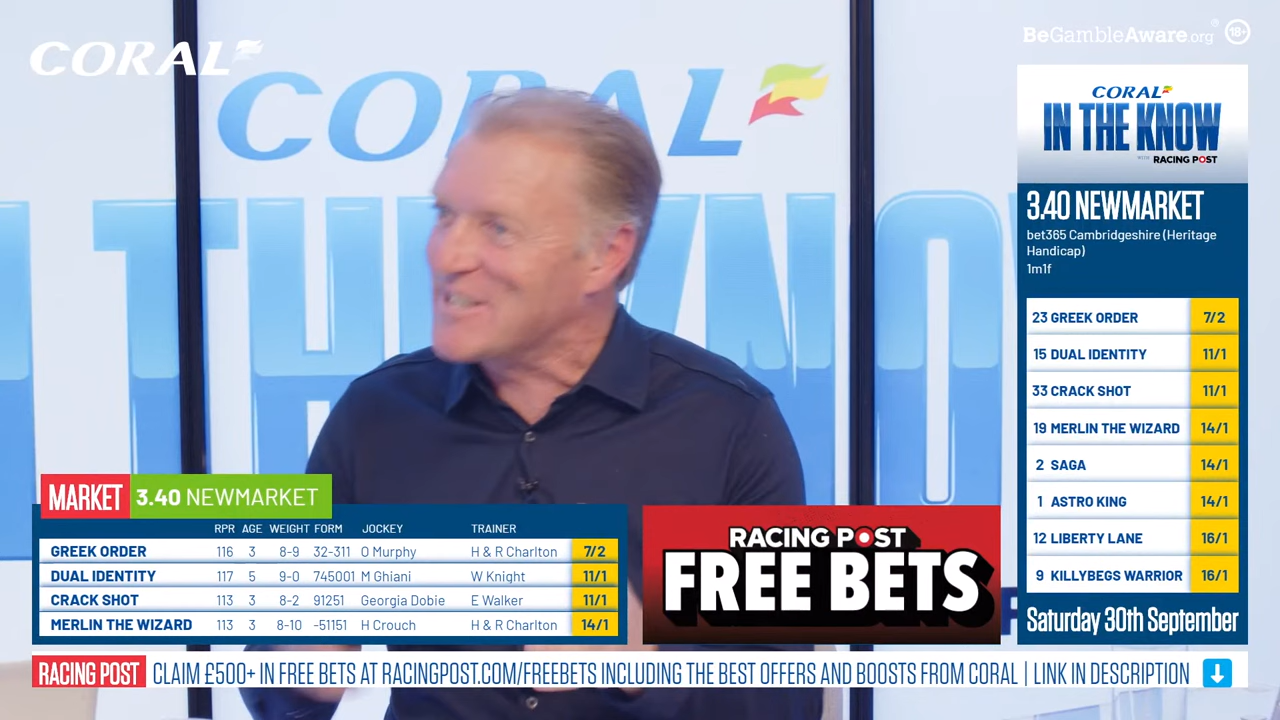 CORAL
BeGambleAware.org® 18+
CORAL
THE KNOW
CORAL
IN THE KNOW
WITH RACING POST
3.40 NEWMARKET
bet365 Cambridgeshire (Heritage
Handicap)
1m1f
23 GREEK ORDER 7/2
15 DUAL IDENTITY 11/1
33 CRACK SHOT 11/1
19 MERLIN THE WIZARD 14/1
2 SAGA 14/1
1 ASTRO KING 14/1
12 LIBERTY LANE 16/1
9 KILLYBEGS WARRIOR 16/1
Saturday 30th September
MARKET 3.40 NEWMARKET
RPR AGE WEIGHT FORM JOCKEY TRAINER
GREEK ORDER 116 3 8-9 32-311 O Murphy H & R Charlton 7/2
DUAL IDENTITY 117 5 9-0 745001 M Ghiani W Knight 11/1
CRACK SHOT 113 3 8-2 91251 Georgia Dobie E Walker 11/1
MERLIN THE WIZARD 113 3 8-10 -51151 H Crouch H & R Charlton 14/1
RACING POST
FREE BETS
RACING POST CLAIM £500+ IN FREE BETS AT RACINGPOST.COM/FREEBETS INCLUDING THE BEST OFFERS AND BOOSTS FROM CORAL | LINK IN DESCRIPTION